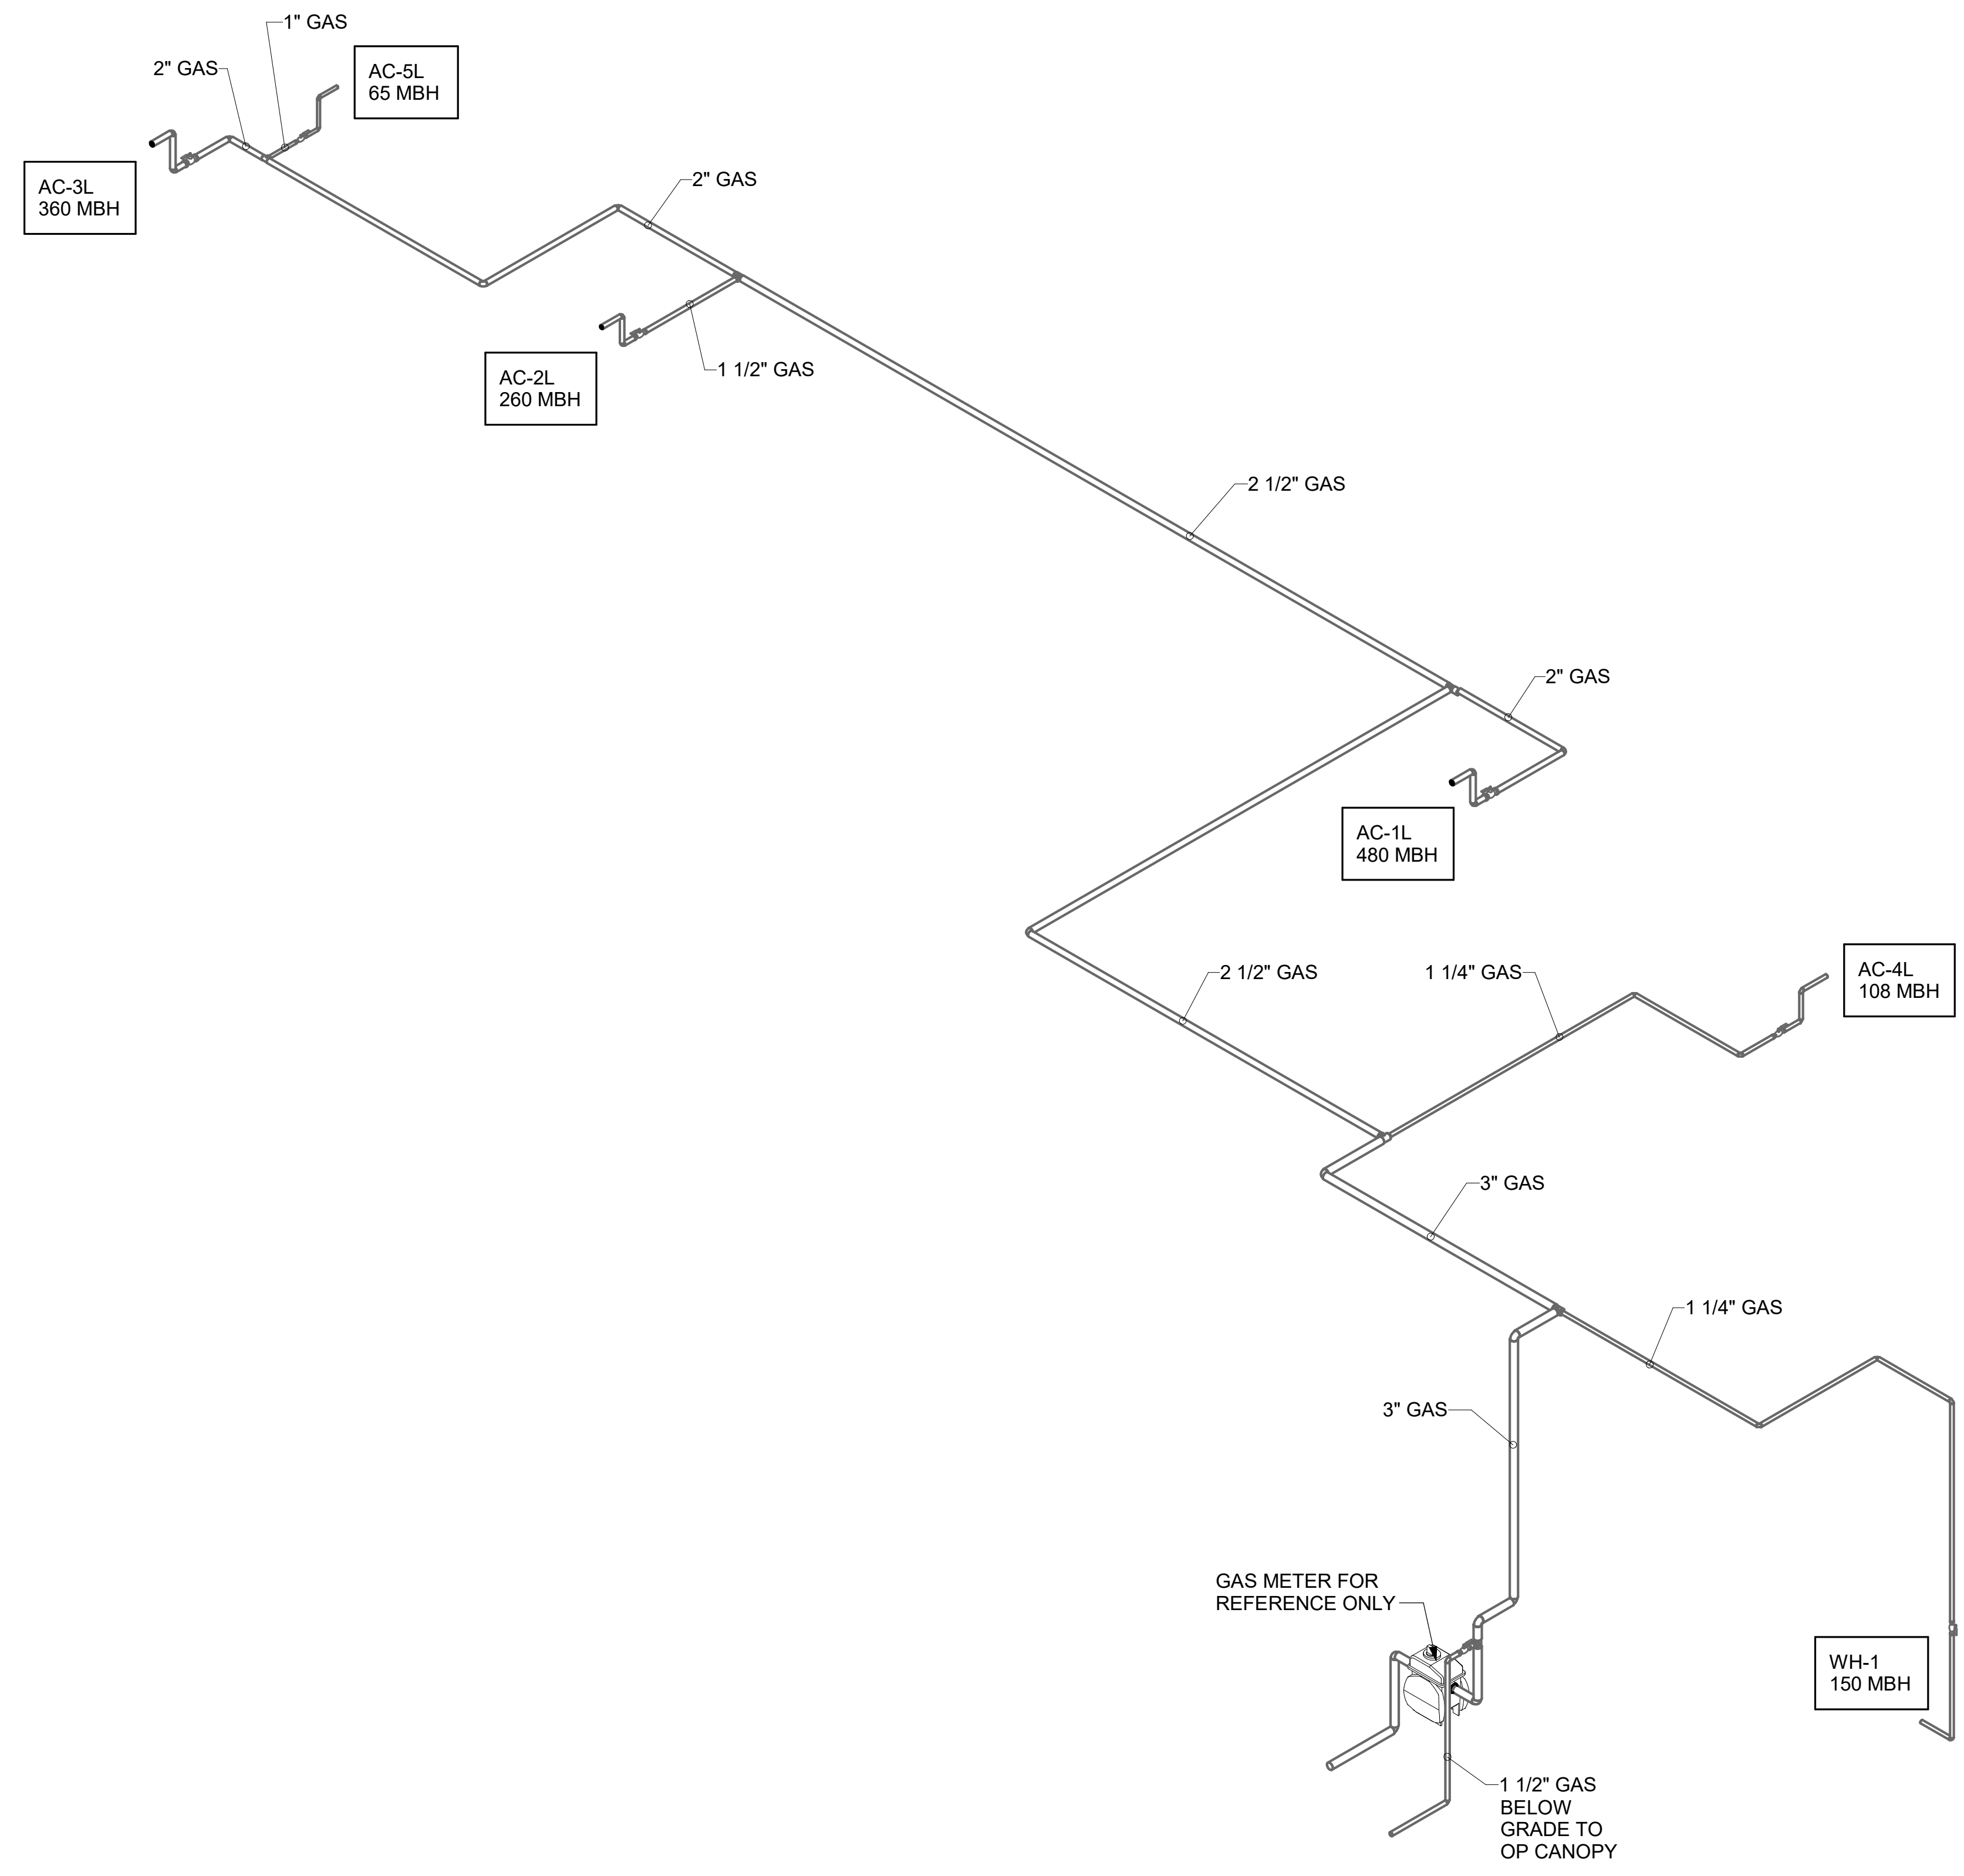 1" GAS
2" GAS
AC-5L
65 MBH
AC-3L
360 MBH
2" GAS
AC-2L
260 MBH
1 1/2" GAS
2 1/2" GAS
2" GAS
AC-1L
480 MBH
2 1/2" GAS
1 1/4" GAS
AC-4L
108 MBH
3" GAS
1 1/4" GAS
3" GAS
GAS METER FOR
REFERENCE ONLY
WH-1
150 MBH
1 1/2" GAS
BELOW
GRADE TO
OP CANOPY